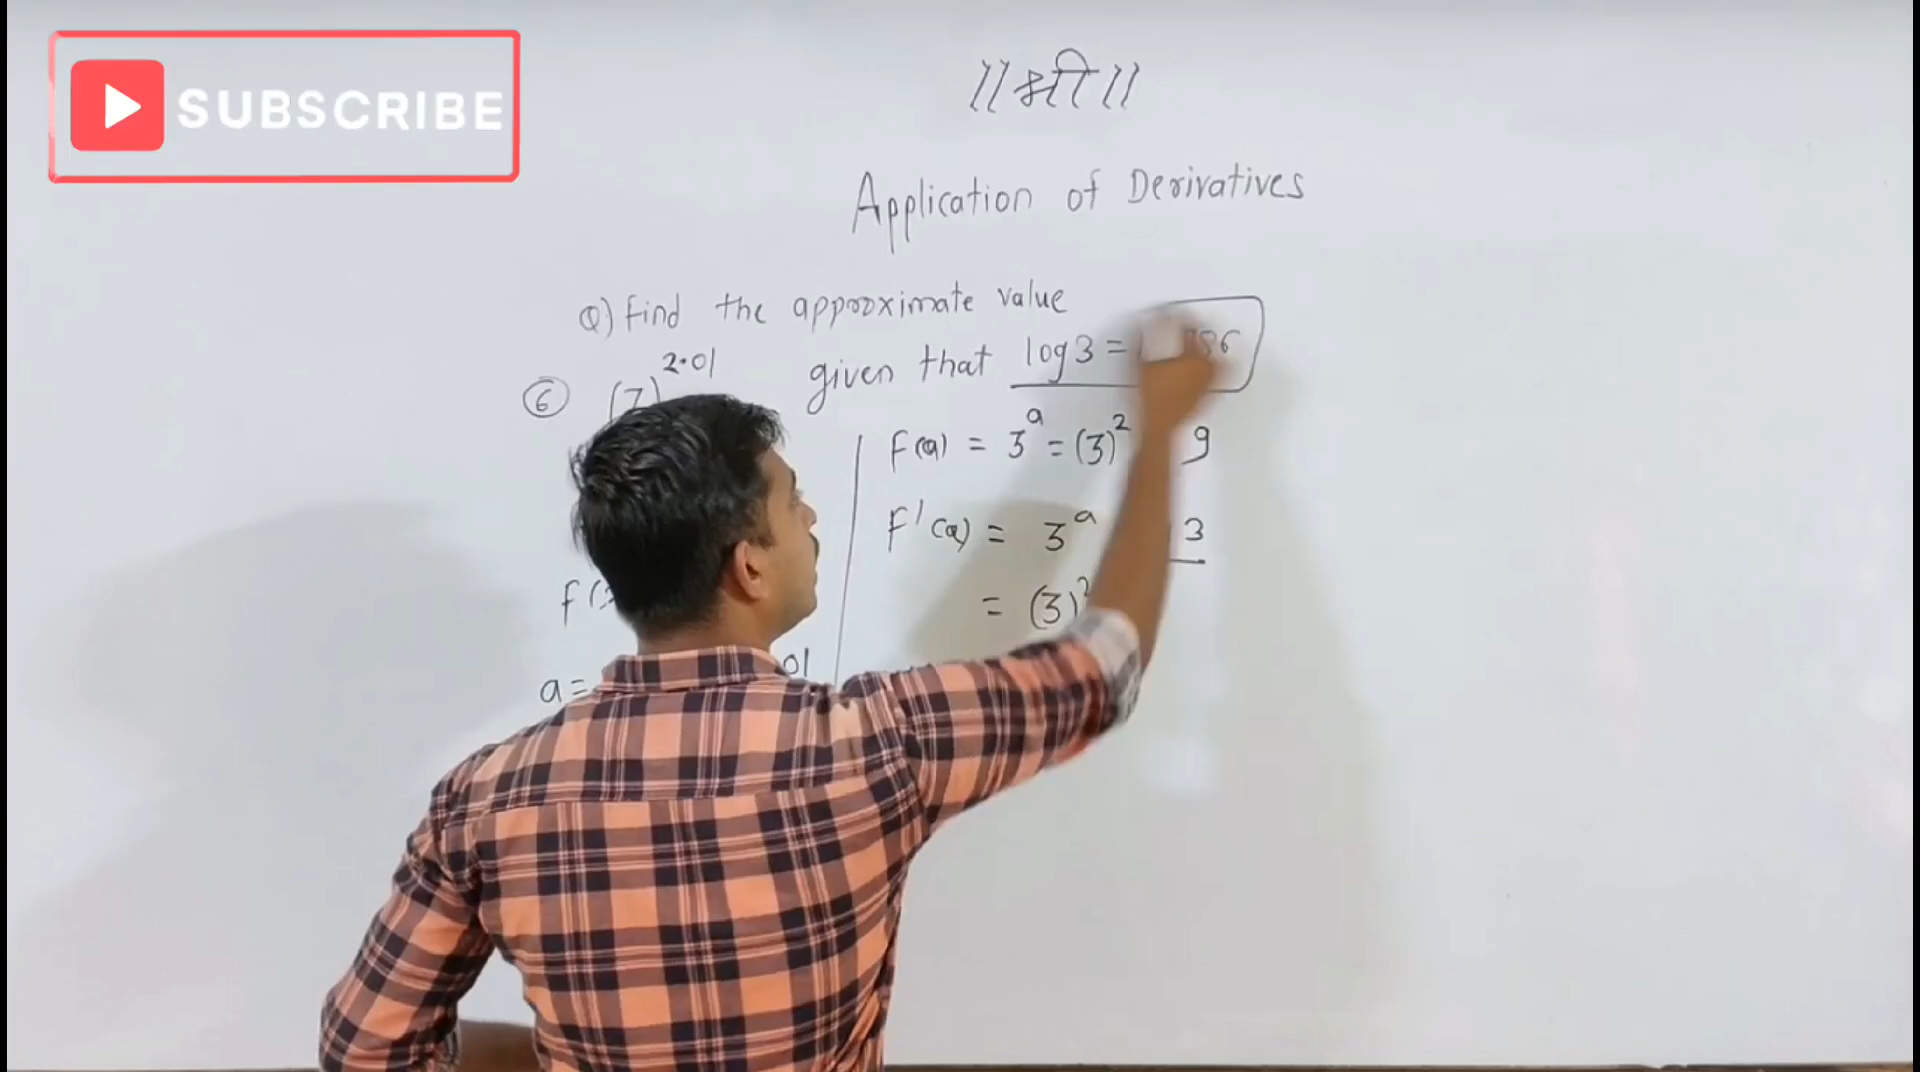 SUBSCRIBE
॥श्री॥
Application of Derivatives
Q) Find the approximate value
6 (7)^2.01 given that log3 =
F(a) = 3^a = (3)^2 9
F'(a) = 3^a 3
= (3)^2
f(
a= 01